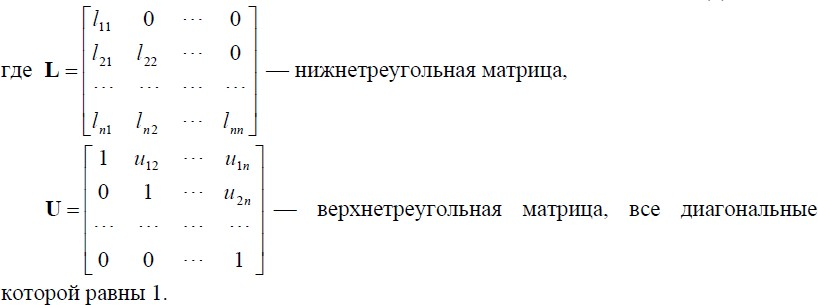 где L = [ l₁₁ 0 ⋯ 0
l₂₁ l₂₂ ⋯ 0
⋯ ⋯ ⋯ ⋯
lₙ₁ lₙ₂ ⋯ lₙₙ ] — нижнетреугольная матрица,
U = [ 1 u₁₂ ⋯ u₁ₙ
0 1 ⋯ u₂ₙ
⋯ ⋯ ⋯ ⋯
0 0 ⋯ 1 ] — верхнетреугольная матрица, все диагональные
которой равны 1.